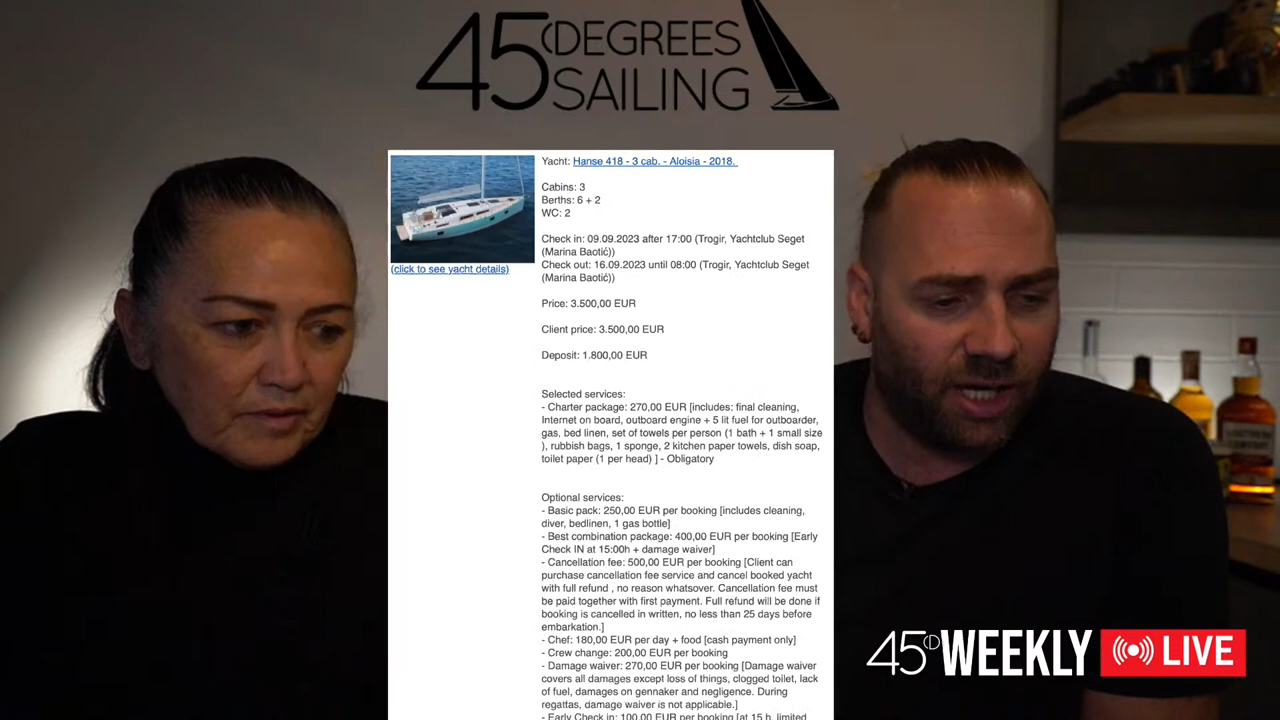 45 DEGREES
SAILING
Yacht: Hanse 418 - 3 cab. - Aloisia - 2018.
(click to see yacht details)
Cabins: 3
Berths: 6 + 2
WC: 2
Check in: 09.09.2023 after 17:00 (Trogir, Yachtclub Seget
(Marina Baotić))
Check out: 16.09.2023 until 08:00 (Trogir, Yachtclub Seget
(Marina Baotić))
Price: 3.500,00 EUR
Client price: 3.500,00 EUR
Deposit: 1.800,00 EUR
Selected services:
- Charter package: 270,00 EUR [includes: final cleaning,
Internet on board, outboard engine + 5 lit fuel for outboarder,
gas, bed linen, set of towels per person (1 bath + 1 small size
), rubbish bags, 1 sponge, 2 kitchen paper towels, dish soap,
toilet paper (1 per head) ] - Obligatory
Optional services:
- Basic pack: 250,00 EUR per booking [includes cleaning,
diver, bedlinen, 1 gas bottle]
- Best combination package: 400,00 EUR per booking [Early
Check IN at 15:00h + damage waiver]
- Cancellation fee: 500,00 EUR per booking [Client can
purchase cancellation fee service and cancel booked yacht
with full refund , no reason whatsover. Cancellation fee must
be paid together with first payment. Full refund will be done if
booking is cancelled in written, no less than 25 days before
embarkation.]
- Chef: 180,00 EUR per day + food [cash payment only]
- Crew change: 200,00 EUR per booking
- Damage waiver: 270,00 EUR per booking [Damage waiver
covers all damages except loss of things, clogged toilet, lack
of fuel, damages on gennaker and negligence. During
regattas, damage waiver is not applicable.]
- Early Check in: 100,00 EUR per booking [at 15 h, limited
45 WEEKLY LIVE